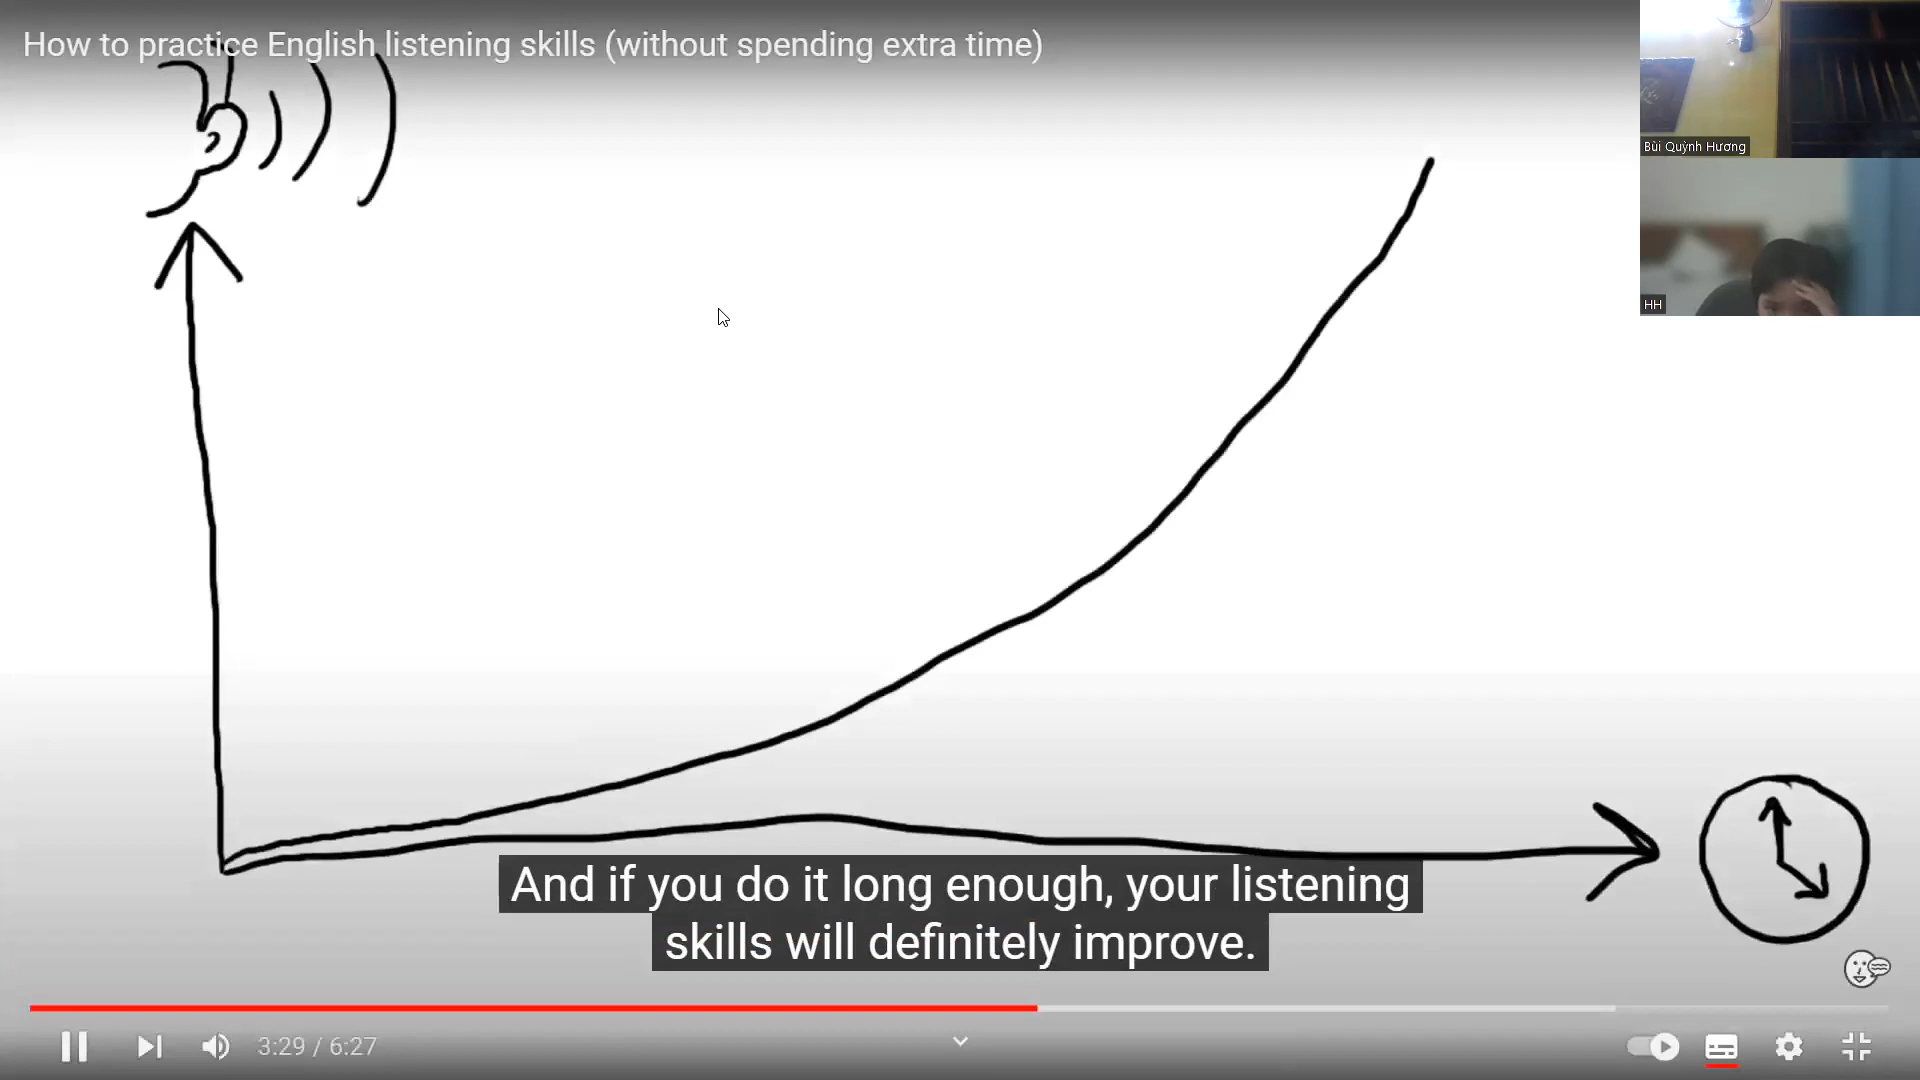 How to practice English listening skills (without spending extra time)
Bùi Quỳnh Hương
HH
And if you do it long enough, your listening
skills will definitely improve.
3:29 / 6:27